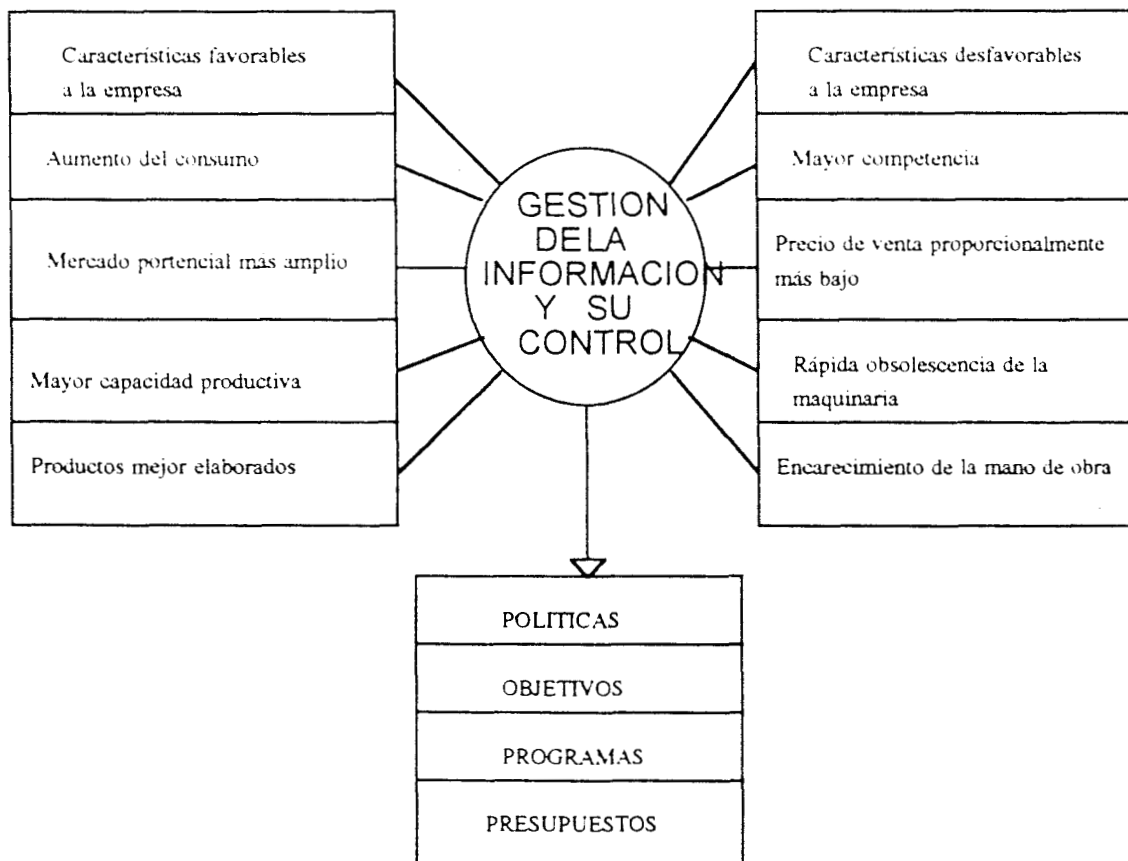 Características favorables
a la empresa
Aumento del consumo
Mercado portencial más amplio
Mayor capacidad productiva
Productos mejor elaborados
GESTION
DELA
INFORMACION
Y SU
CONTROL
Características desfavorables
a la empresa
Mayor competencia
Precio de venta proporcionalmente
más bajo
Rápida obsolescencia de la
maquinaria
Encarecimiento de la mano de obra
POLITICAS
OBJETIVOS
PROGRAMAS
PRESUPUESTOS